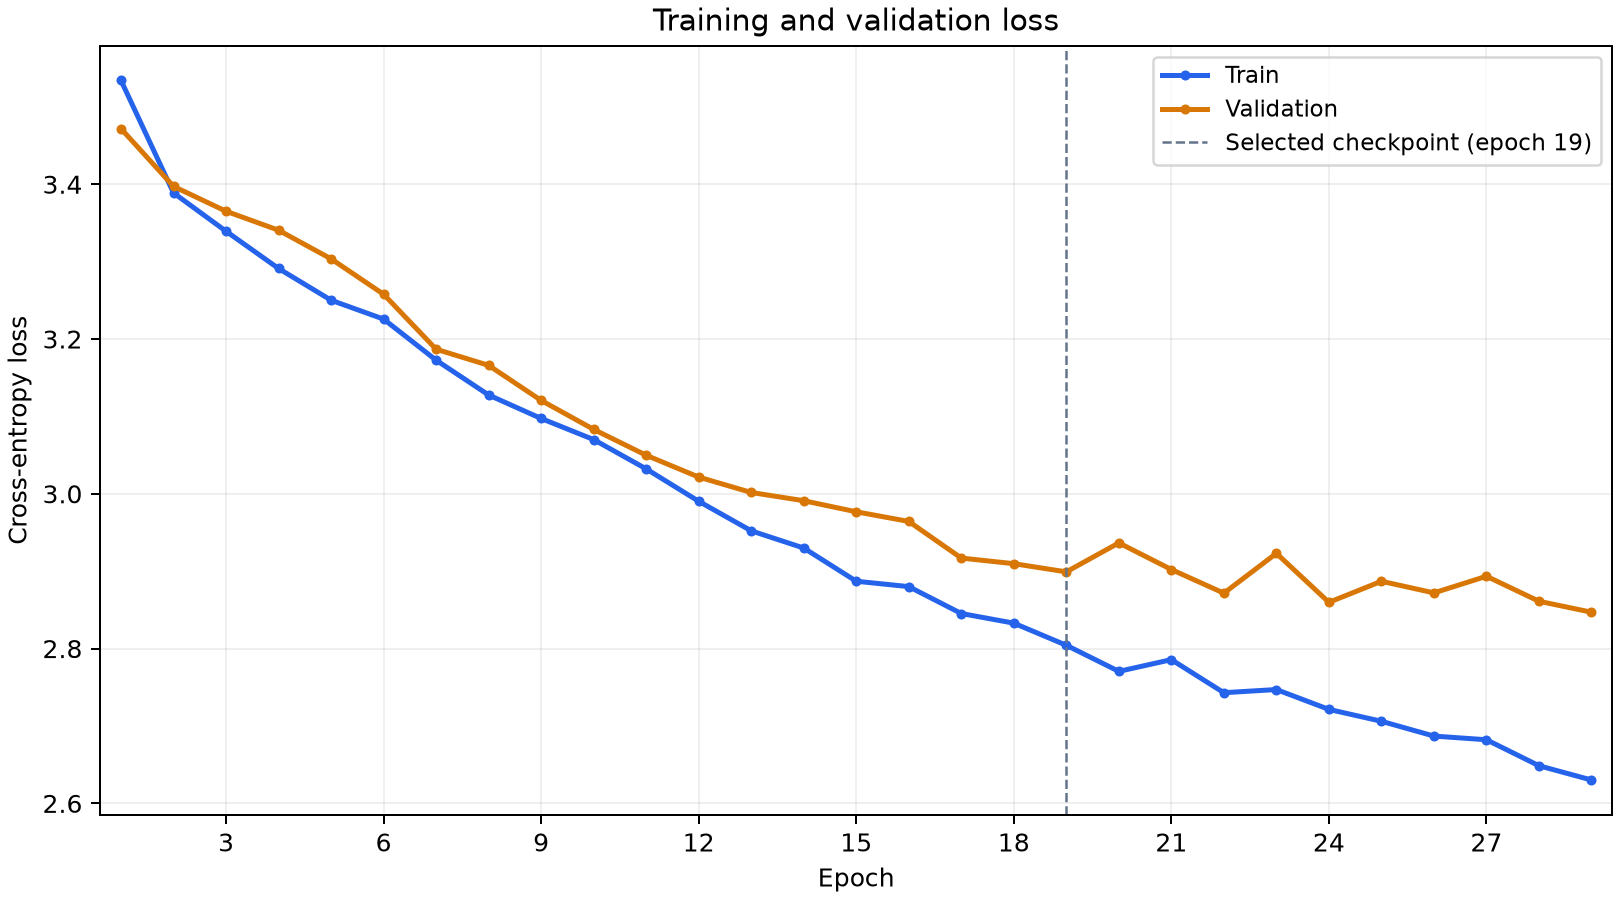 Training and validation loss
Train
Validation
Selected checkpoint (epoch 19)
Cross-entropy loss
3.4
3.2
3.0
2.8
2.6
3 6 9 12 15 18 21 24 27
Epoch